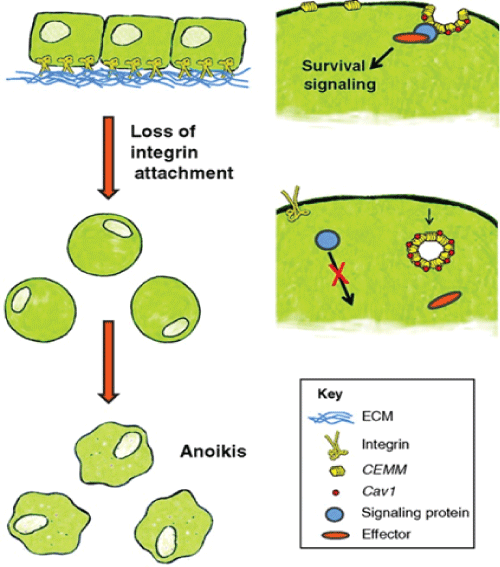 Survival
signaling
Loss of
integrin
attachment
Anoikis
Key
ECM
Integrin
CEMM
Cav1
Signaling protein
Effector